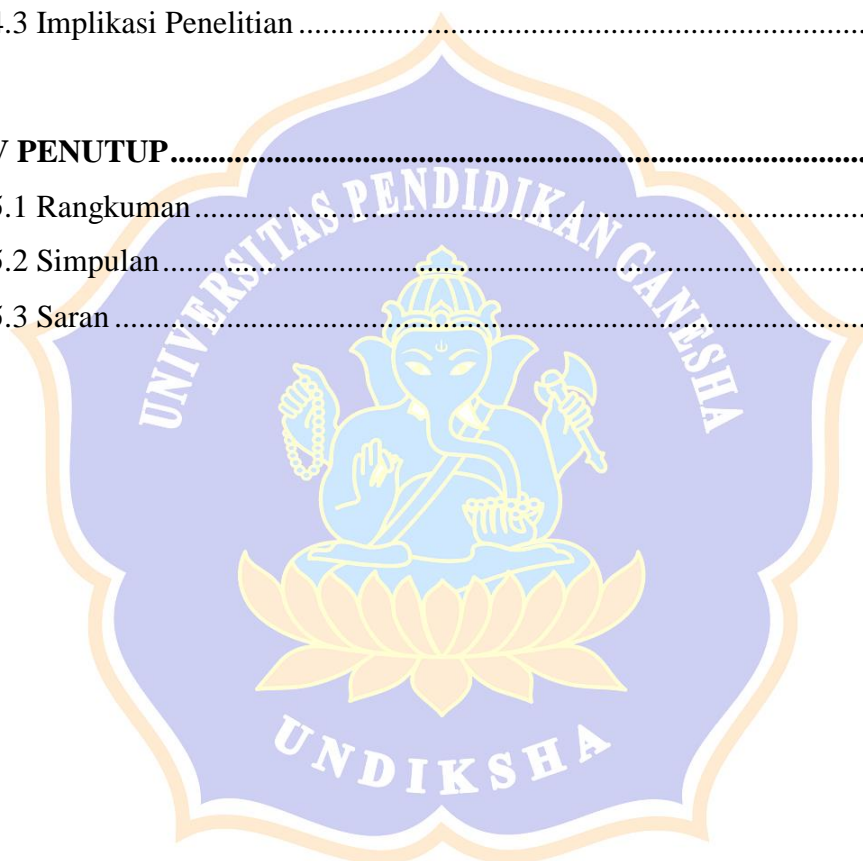 4.3 Implikasi Penelitian ........................................................................
V PENUTUP........................................................................................
5.1 Rangkuman.....................................................................................
5.2 Simpulan.........................................................................................
5.3 Saran ..............................................................................................
UNIVERSITAS PENDIDIKAN GANESHA
UNDIKSHA